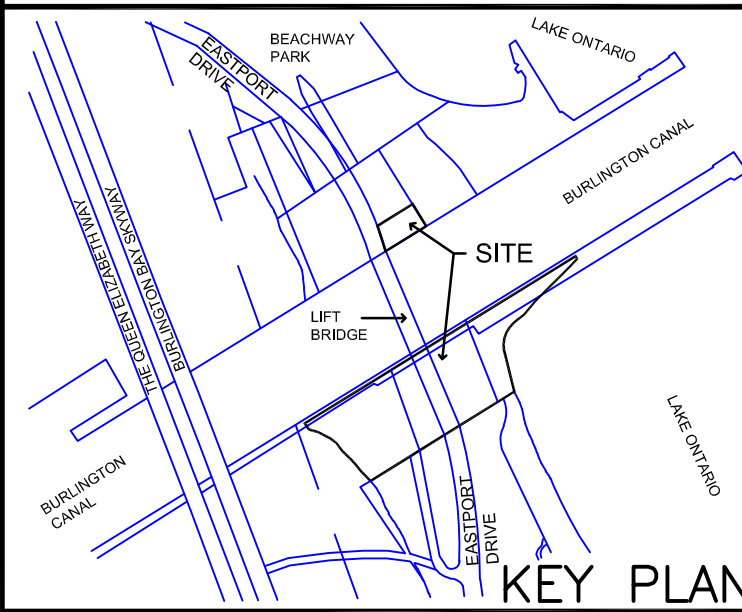 LAKE ONTARIO
BEACHWAY
PARK
EASTPORT
DRIVE
BURLINGTON CANAL
THE QUEEN ELIZABETH WAY
BURLINGTON BAY SKYWAY
SITE
LIFT
BRIDGE
LAKE ONTARIO
BURLINGTON
CANAL
EASTPORT
DRIVE
KEY PLAN